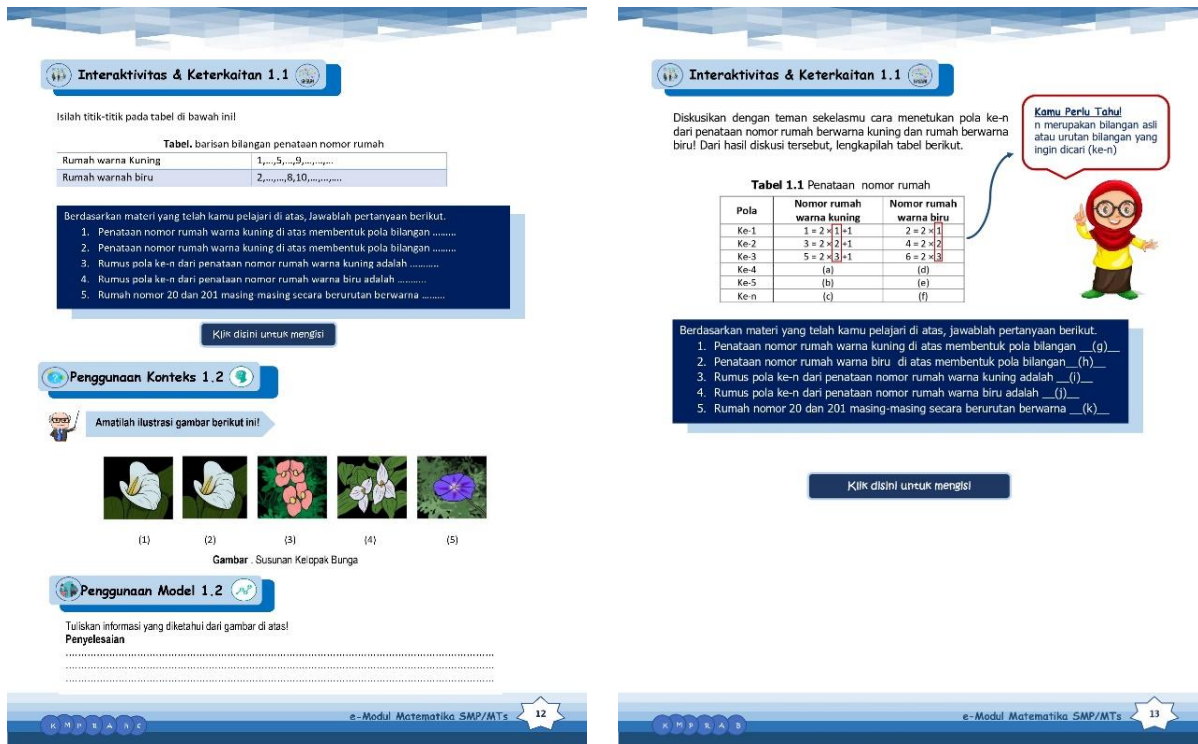 Interaktivitas & Keterkaitan 1.1
Isilah titik-titik pada tabel di bawah ini!
Tabel. barisan bilangan penataan nomor rumah
Rumah warna Kuning 1,...,5,...,9,...,...,...
Rumah warnah biru 2,...,...,8,10,...,...,....
Berdasarkan materi yang telah kamu pelajari di atas, Jawablah pertanyaan berikut.
1. Penataan nomor rumah warna kuning di atas membentuk pola bilangan .........
2. Penataan nomor rumah warna kuning di atas membentuk pola bilangan .........
3. Rumus pola ke-n dari penataan nomor rumah warna kuning adalah ...........
4. Rumus pola ke-n dari penataan nomor rumah warna biru adalah ...........
5. Rumah nomor 20 dan 201 masing-masing secara berurutan berwarna .........
Klik disini untuk mengisi
Penggunaan Konteks 1.2
Amatilah ilustrasi gambar berikut ini!
(1) (2) (3) (4) (5)
Gambar . Susunan Kelopak Bunga
Penggunaan Model 1.2
Tuliskan informasi yang diketahui dari gambar di atas!
Penyelesaian
e-Modul Matematika SMP/MTs 12
Interaktivitas & Keterkaitan 1.1
Diskusikan dengan teman sekelasmu cara menetukan pola ke-n
dari penataan nomor rumah berwarna kuning dan rumah berwarna
biru! Dari hasil diskusi tersebut, lengkapilah tabel berikut.
Kamu Perlu Tahu!
n merupakan bilangan asli
atau urutan bilangan yang
ingin dicari (ke-n)
Tabel 1.1 Penataan nomor rumah
Pola Nomor rumah warna kuning Nomor rumah warna biru
Ke-1 1 = 2 × 1 +1 2 = 2 × 1
Ke-2 3 = 2 × 2 +1 4 = 2 × 2
Ke-3 5 = 2 × 3 +1 6 = 2 × 3
Ke-4 (a) (d)
Ke-5 (b) (e)
Ke-n (c) (f)
Berdasarkan materi yang telah kamu pelajari di atas, jawablah pertanyaan berikut.
1. Penataan nomor rumah warna kuning di atas membentuk pola bilangan __(g)__
2. Penataan nomor rumah warna biru di atas membentuk pola bilangan__(h)__
3. Rumus pola ke-n dari penataan nomor rumah warna kuning adalah __(i)__
4. Rumus pola ke-n dari penataan nomor rumah warna biru adalah __(j)__
5. Rumah nomor 20 dan 201 masing-masing secara berurutan berwarna __(k)__
Klik disini untuk mengisi
e-Modul Matematika SMP/MTs 13